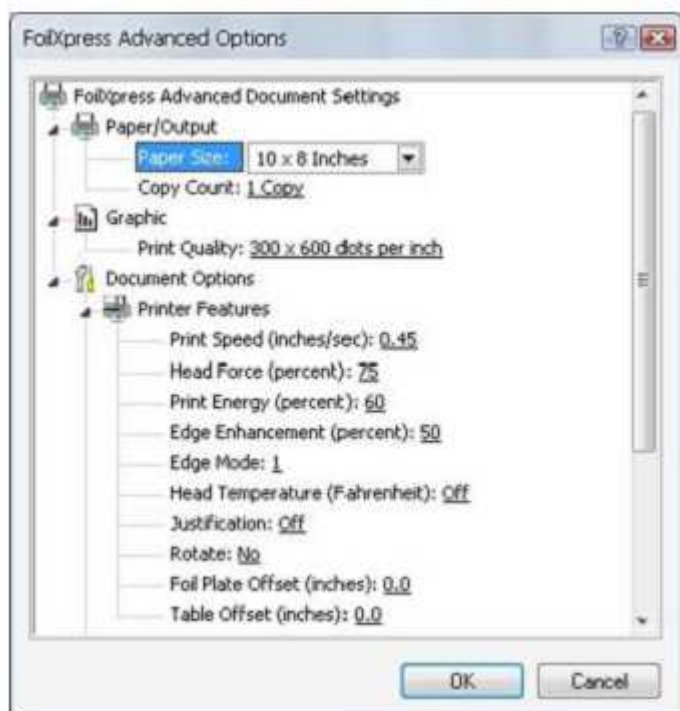 FoilXpress Advanced Options
FoilXpress Advanced Document Settings
Paper/Output
Paper Size: 10 x 8 Inches
Copy Count: 1 Copy
Graphic
Print Quality: 300 x 600 dots per inch
Document Options
Printer Features
Print Speed (inches/sec): 0.45
Head Force (percent): 75
Print Energy (percent): 60
Edge Enhancement (percent): 50
Edge Mode: 1
Head Temperature (Fahrenheit): Off
Justification: Off
Rotate: No
Foil Plate Offset (inches): 0.0
Table Offset (inches): 0.0
OK Cancel